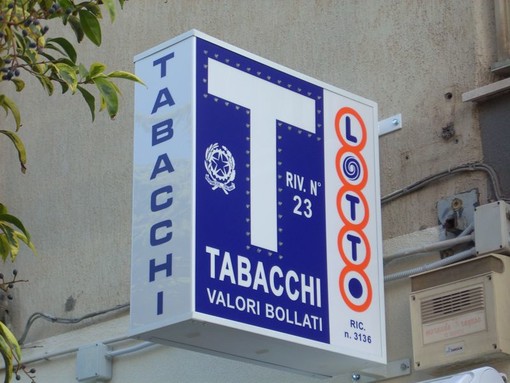 TABACCHI
T
RIV. N°
23
TABACCHI
VALORI BOLLATI
LOTTO
RIC.
n. 3136